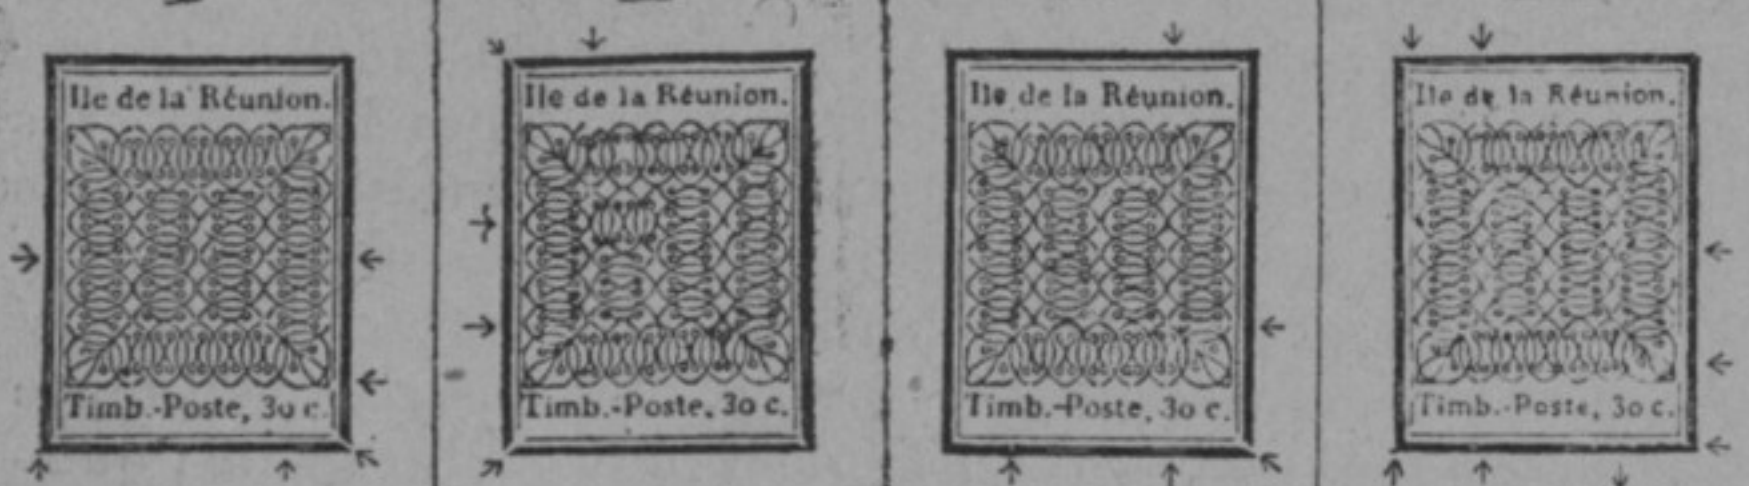 Ile de la Réunion.
Timb.-Poste, 30 c.
Ile de la Réunion.
Timb.-Poste, 30 c.
Ile de la Réunion.
Timb.-Poste, 30 c.
Ile de la Réunion.
Timb.-Poste, 30 c.